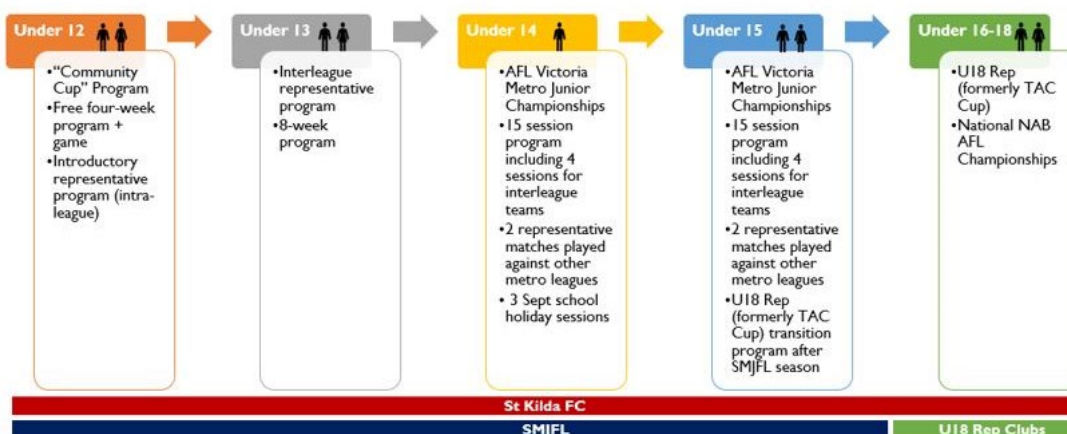 Under 12
•"Community
Cup" Program
•Free four-week
program +
game
•Introductory
representative
program (intra-
league)
Under 13
•Interleague
representative
program
•8-week
program
Under 14
•AFL Victoria
Metro Junior
Championships
•15 session
program
including 4
sessions for
interleague
teams
•2 representative
matches played
against other
metro leagues
• 3 Sept school
holiday sessions
Under 15
•AFL Victoria
Metro Junior
Championships
•15 session
program
including 4
sessions for
interleague
teams
•2 representative
matches played
against other
metro leagues
•U18 Rep
(formerly TAC
Cup) transition
program after
SMJFL season
Under 16-18
•U18 Rep
(formerly TAC
Cup)
•National NAB
AFL
Championships
St Kilda FC
SMJFL
U18 Rep Clubs